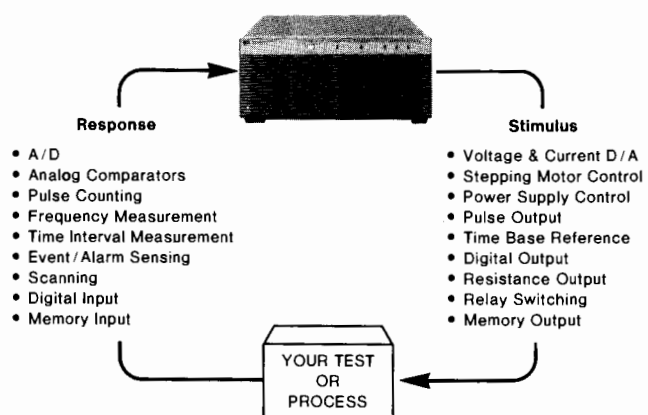 Response
• A/D
• Analog Comparators
• Pulse Counting
• Frequency Measurement
• Time Interval Measurement
• Event/Alarm Sensing
• Scanning
• Digital Input
• Memory Input
Stimulus
• Voltage & Current D/A
• Stepping Motor Control
• Power Supply Control
• Pulse Output
• Time Base Reference
• Digital Output
• Resistance Output
• Relay Switching
• Memory Output
YOUR TEST
OR
PROCESS